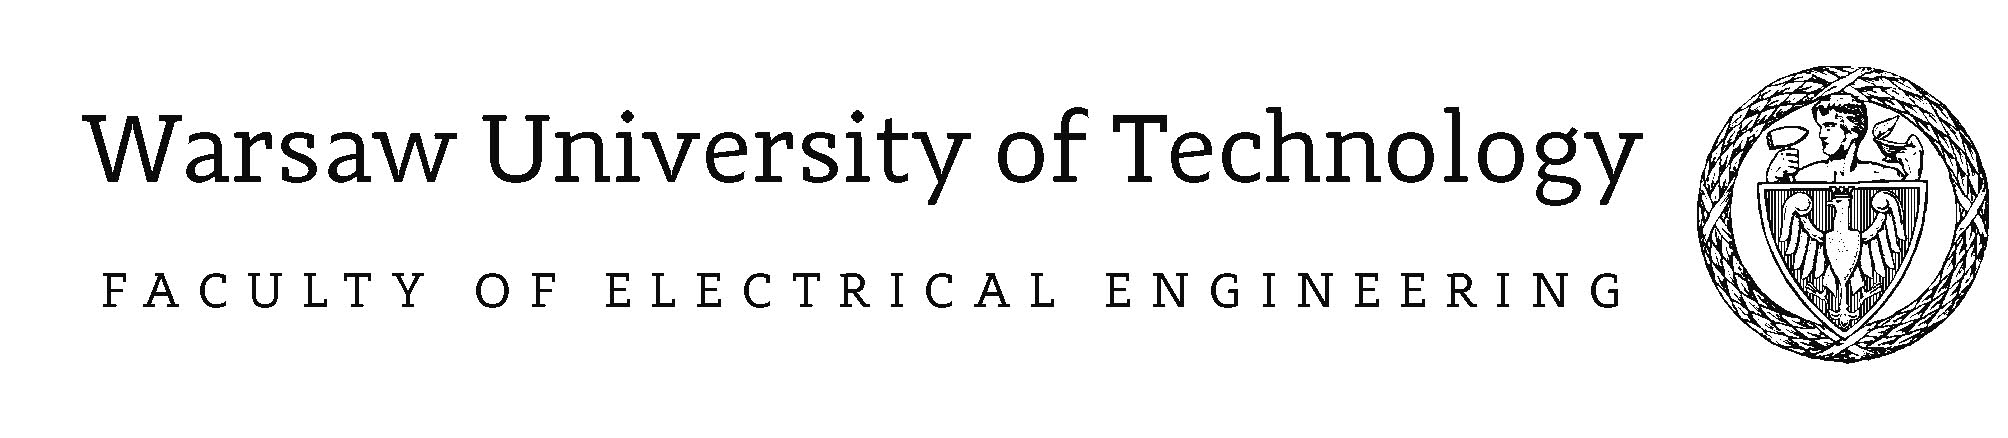 Warsaw University of Technology
FACULTY OF ELECTRICAL ENGINEERING